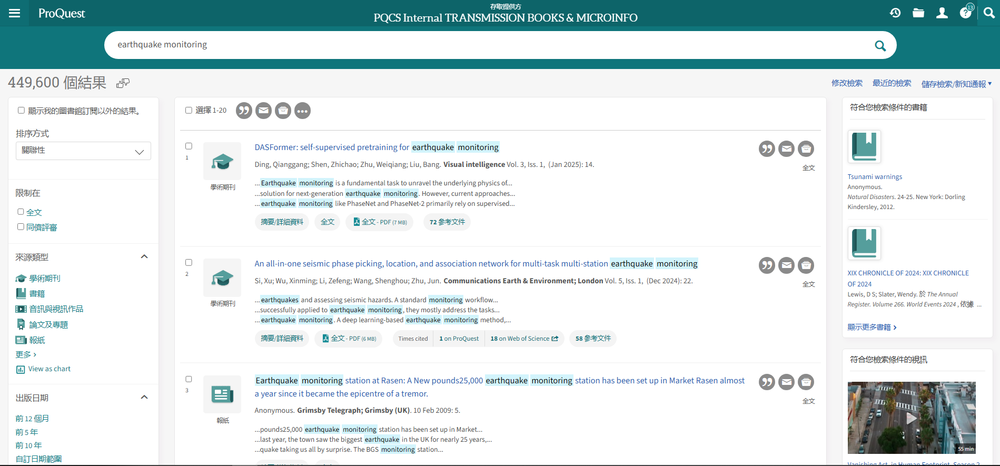 ProQuest
存取提供方
PQCS Internal TRANSMISSION BOOKS & MICROINFO
13
earthquake monitoring
449,600 個結果
修改檢索
最近的檢索
儲存檢索/新知通報
顯示我的圖書館訂閱以外的結果。
排序方式
關聯性
限制在
全文
同儕評審
來源類型
學術期刊
書籍
音訊與視訊作品
論文及專題
報紙
更多 ›
View as chart
出版日期
前 12 個月
前 5 年
前 10 年
自訂日期範圍
選擇 1-20
1
學術期刊
DASFormer: self-supervised pretraining for earthquake monitoring
Ding, Qianggang; Shen, Zhichao; Zhu, Weiqiang; Liu, Bang. Visual intelligence Vol. 3, Iss. 1, (Jan 2025): 14.
...Earthquake monitoring is a fundamental task to unravel the underlying physics of...
...solution for next-generation earthquake monitoring. However, current approaches...
...earthquake monitoring like PhaseNet and PhaseNet-2 primarily rely on supervised...
摘要/詳細資料
全文
全文 - PDF (7 MB)
72 參考文件
全文
2
學術期刊
An all-in-one seismic phase picking, location, and association network for multi-task multi-station earthquake monitoring
Si, Xu; Wu, Xinming; Li, Zefeng; Wang, Shenghou; Zhu, Jun. Communications Earth & Environment; London Vol. 5, Iss. 1, (Dec 2024): 22.
...earthquakes and assessing seismic hazards. A standard monitoring workflow...
...successfully applied to earthquake monitoring, they mostly address the tasks...
...earthquake monitoring. A deep learning-based earthquake monitoring method,...
摘要/詳細資料
全文 - PDF (6 MB)
Times cited
1 on ProQuest
18 on Web of Science
58 參考文件
全文
3
報紙
Earthquake monitoring station at Rasen: A New pounds25,000 earthquake monitoring station has been set up in Market Rasen almost
a year since it became the epicentre of a tremor.
Anonymous. Grimsby Telegraph; Grimsby (UK). 10 Feb 2009: 5.
...pounds25,000 earthquake monitoring station has been set up in Market...
...last year, the town saw the biggest earthquake in the UK for nearly 25 years,...
...quake taking us all by surprise. The BGS monitoring station...
全文
符合您檢索條件的書籍
Tsunami warnings
Anonymous.
Natural Disasters. 24-25. New York: Dorling
Kindersley, 2012.
XIX CHRONICLE OF 2024: XIX CHRONICLE
OF 2024
Lewis, D S; Slater, Wendy. 於 The Annual
Register. Volume 266. World Events 2024 , 依據 ...
顯示更多書籍 ›
符合您檢索條件的視訊
55 min
Vanishing Act, in Human Footprint, Season 2